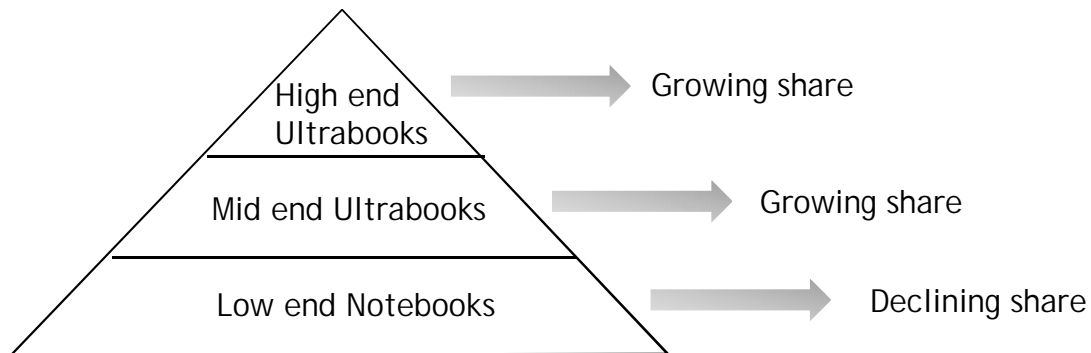 High end
Ultrabooks
Growing share
Mid end Ultrabooks
Growing share
Low end Notebooks
Declining share